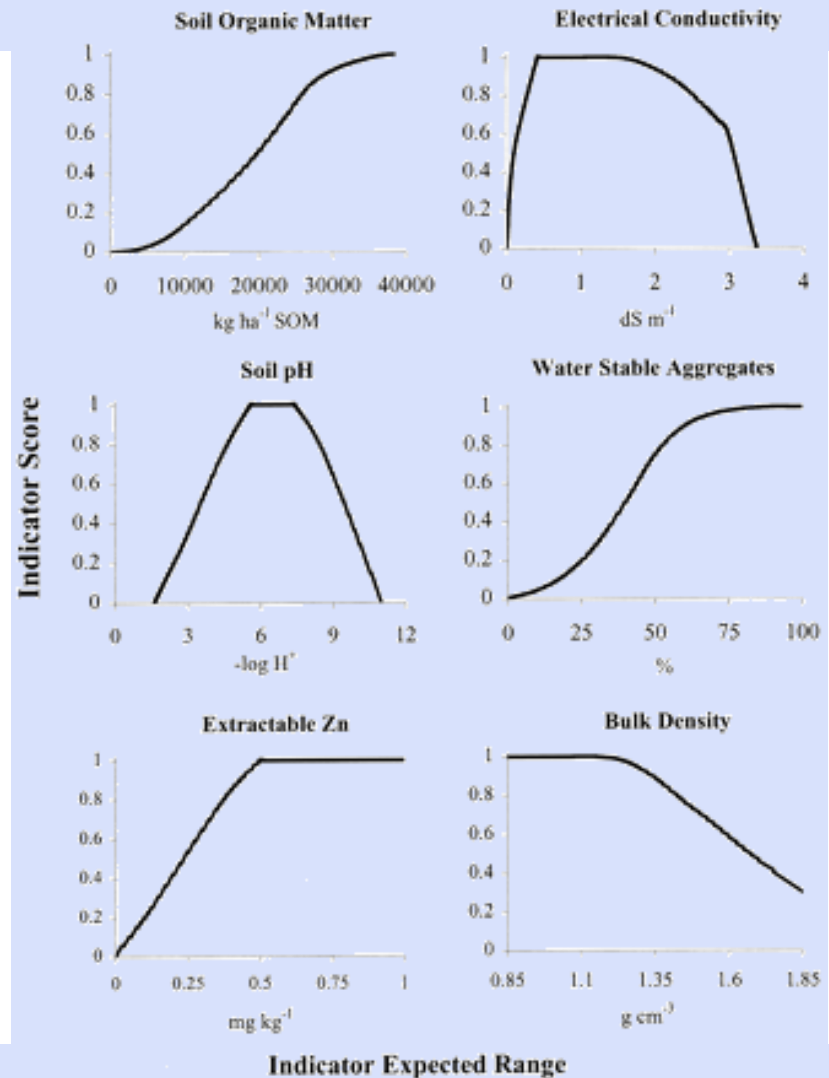 Soil Organic Matter
1
0.8
0.6
0.4
0.2
0
0 10000 20000 30000 40000
kg ha⁻¹ SOM
Electrical Conductivity
1
0.8
0.6
0.4
0.2
0
0 1 2 3 4
dS m⁻¹
Indicator Score
Soil pH
1
0.8
0.6
0.4
0.2
0
0 3 6 9 12
-log H⁺
Water Stable Aggregates
1
0.8
0.6
0.4
0.2
0
0 25 50 75 100
%
Extractable Zn
1
0.8
0.6
0.4
0.2
0
0 0.25 0.5 0.75 1
mg kg⁻¹
Bulk Density
1
0.8
0.6
0.4
0.2
0
0.85 1.1 1.35 1.6 1.85
g cm⁻³
Indicator Expected Range